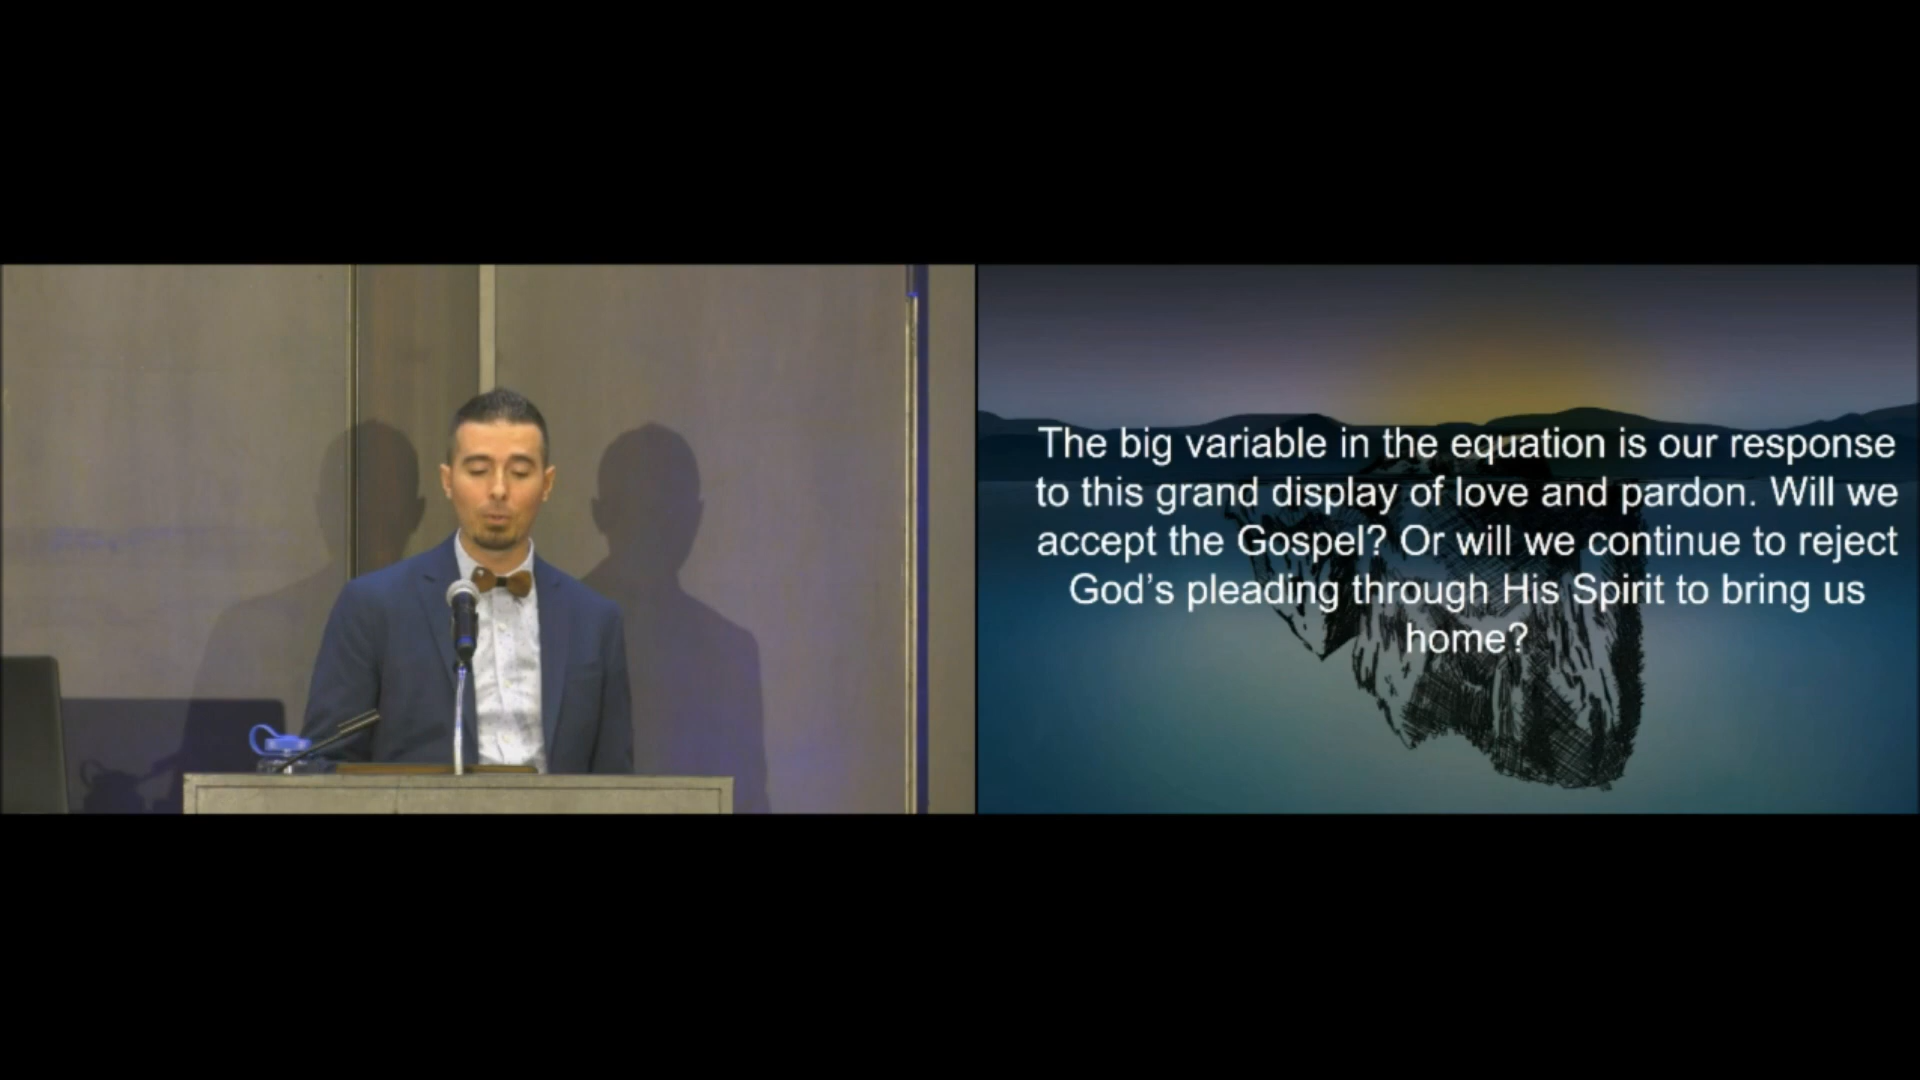 The big variable in the equation is our response
to this grand display of love and pardon. Will we
accept the Gospel? Or will we continue to reject
God’s pleading through His Spirit to bring us
home?